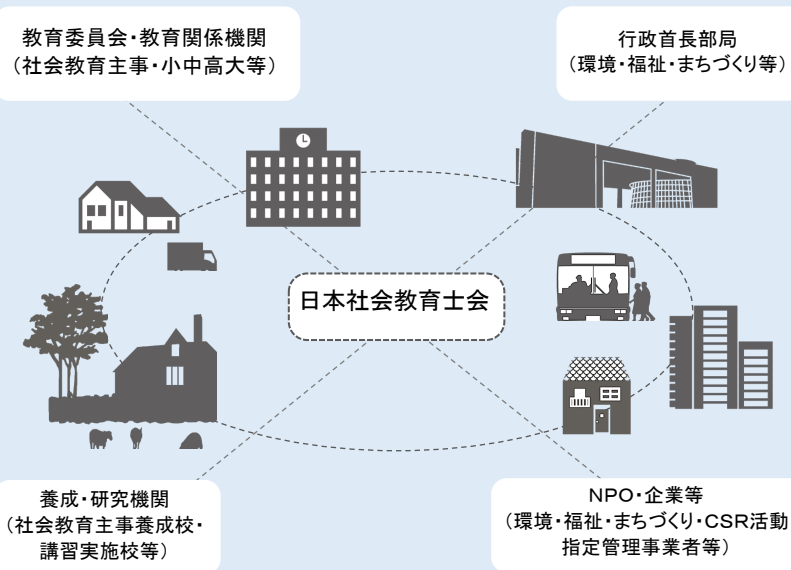 教育委員会・教育関係機関
（社会教育主事・小中高大等）
行政首長部局
（環境・福祉・まちづくり等）
日本社会教育士会
養成・研究機関
（社会教育主事養成校・
講習実施校等）
NPO・企業等
（環境・福祉・まちづくり・CSR活動
指定管理事業者等）